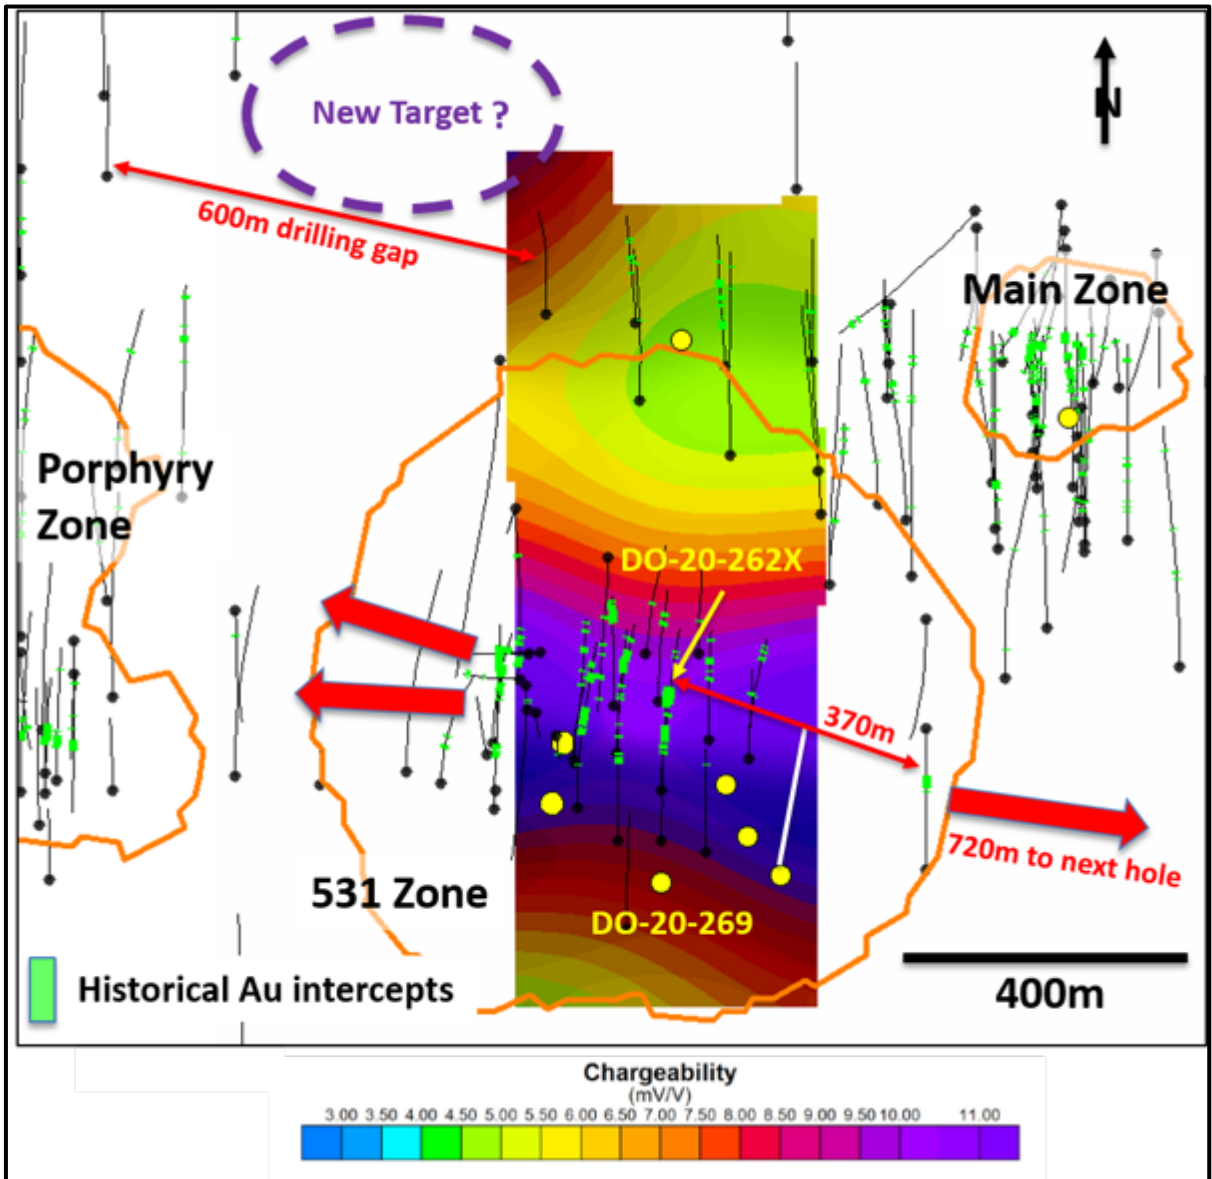 New Target ?
N
600m drilling gap
Main Zone
Porphyry
Zone
DO-20-262X
370m
720m to next hole
531 Zone
DO-20-269
Historical Au intercepts
400m
Chargeability
(mV/V)
3.00 3.50 4.00 4.50 5.00 5.50 6.00 6.50 7.00 7.50 8.00 8.50 9.00 9.50 10.00 11.00